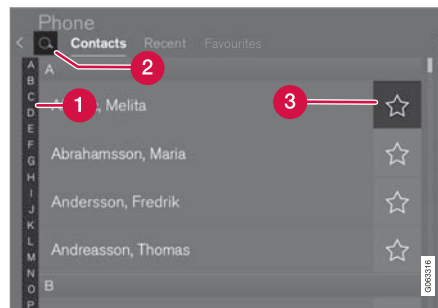 Phone
Contacts Recent Favourites
2
A
A
B
C
D
E
F
G
H
I
J
K
L
M
N
O
P
1
, Melita
3
Abrahamsson, Maria
Andersson, Fredrik
Andreasson, Thomas
B
G063316